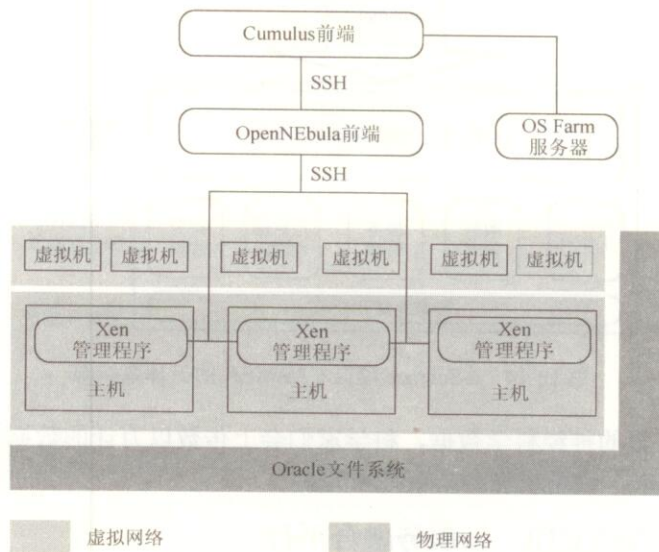 Cumulus前端
SSH
OpenNEbula前端
OS Farm
服务器
SSH
虚拟机 虚拟机 虚拟机 虚拟机 虚拟机 虚拟机
Xen
管理程序
主机
Xen
管理程序
主机
Xen
管理程序
主机
Oracle文件系统
虚拟网络
物理网络